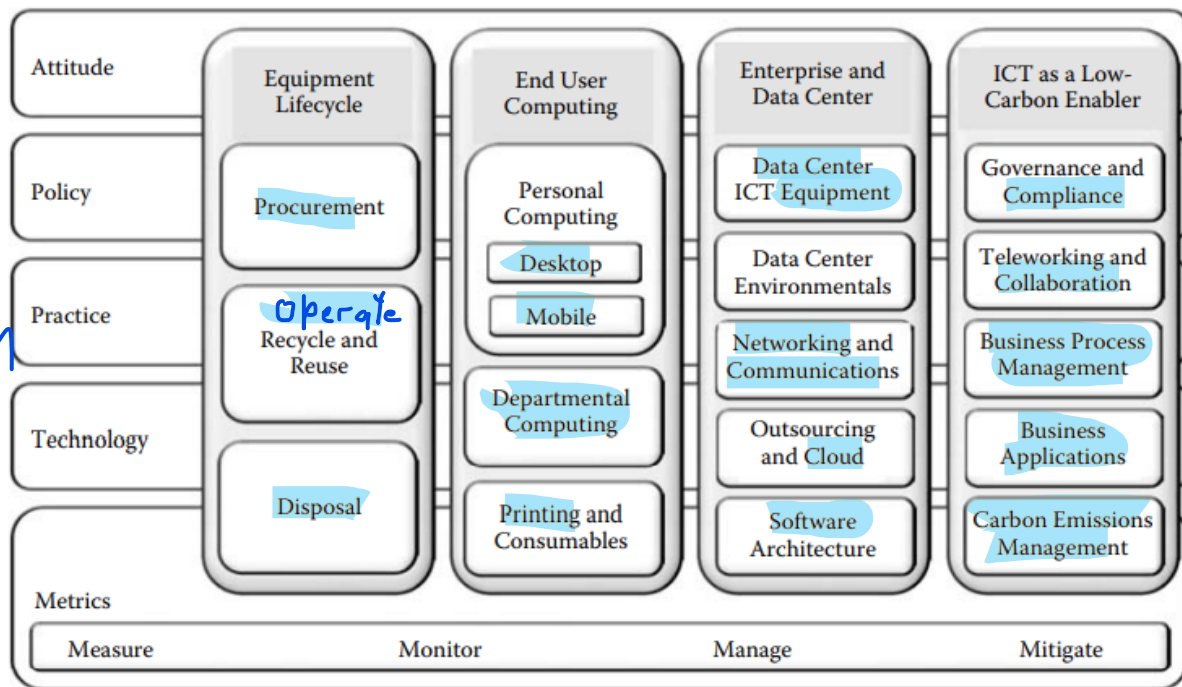 Attitude
Policy
Practice
Technology
Metrics
Equipment
Lifecycle
Procurement
operate
Recycle and
Reuse
Disposal
End User
Computing
Personal
Computing
Desktop
Mobile
Departmental
Computing
Printing and
Consumables
Enterprise and
Data Center
Data Center
ICT Equipment
Data Center
Environmentals
Networking and
Communications
Outsourcing
and Cloud
Software
Architecture
ICT as a Low-
Carbon Enabler
Governance and
Compliance
Teleworking and
Collaboration
Business Process
Management
Business
Applications
Carbon Emissions
Management
Measure Monitor Manage Mitigate